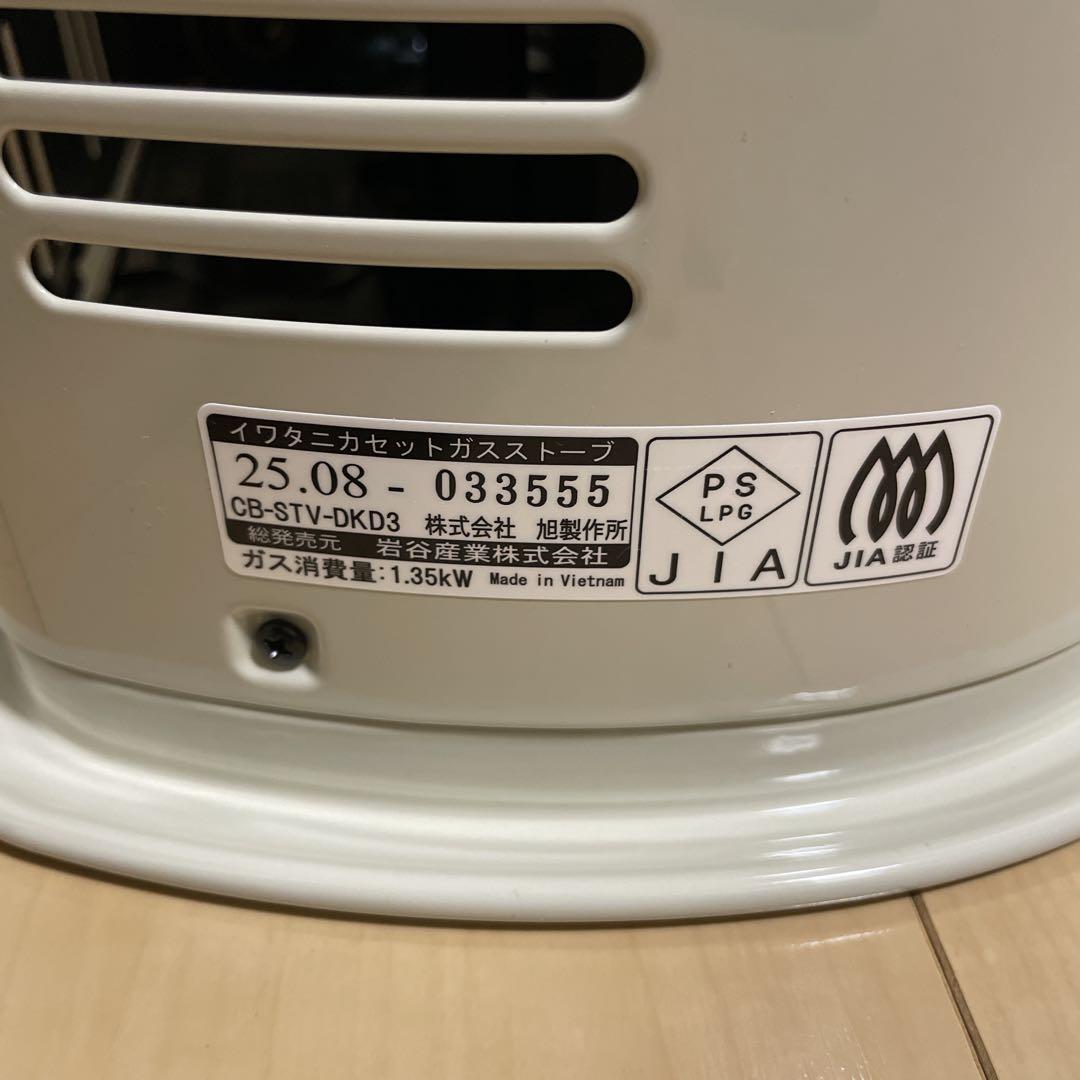 イワタニカセットガスストーブ
25.08 - 033555
CB-STV-DKD3 株式会社 旭製作所
総発売元 岩谷産業株式会社
ガス消費量:1.35kW Made in Vietnam
PS
LPG
JIA
JIA認証